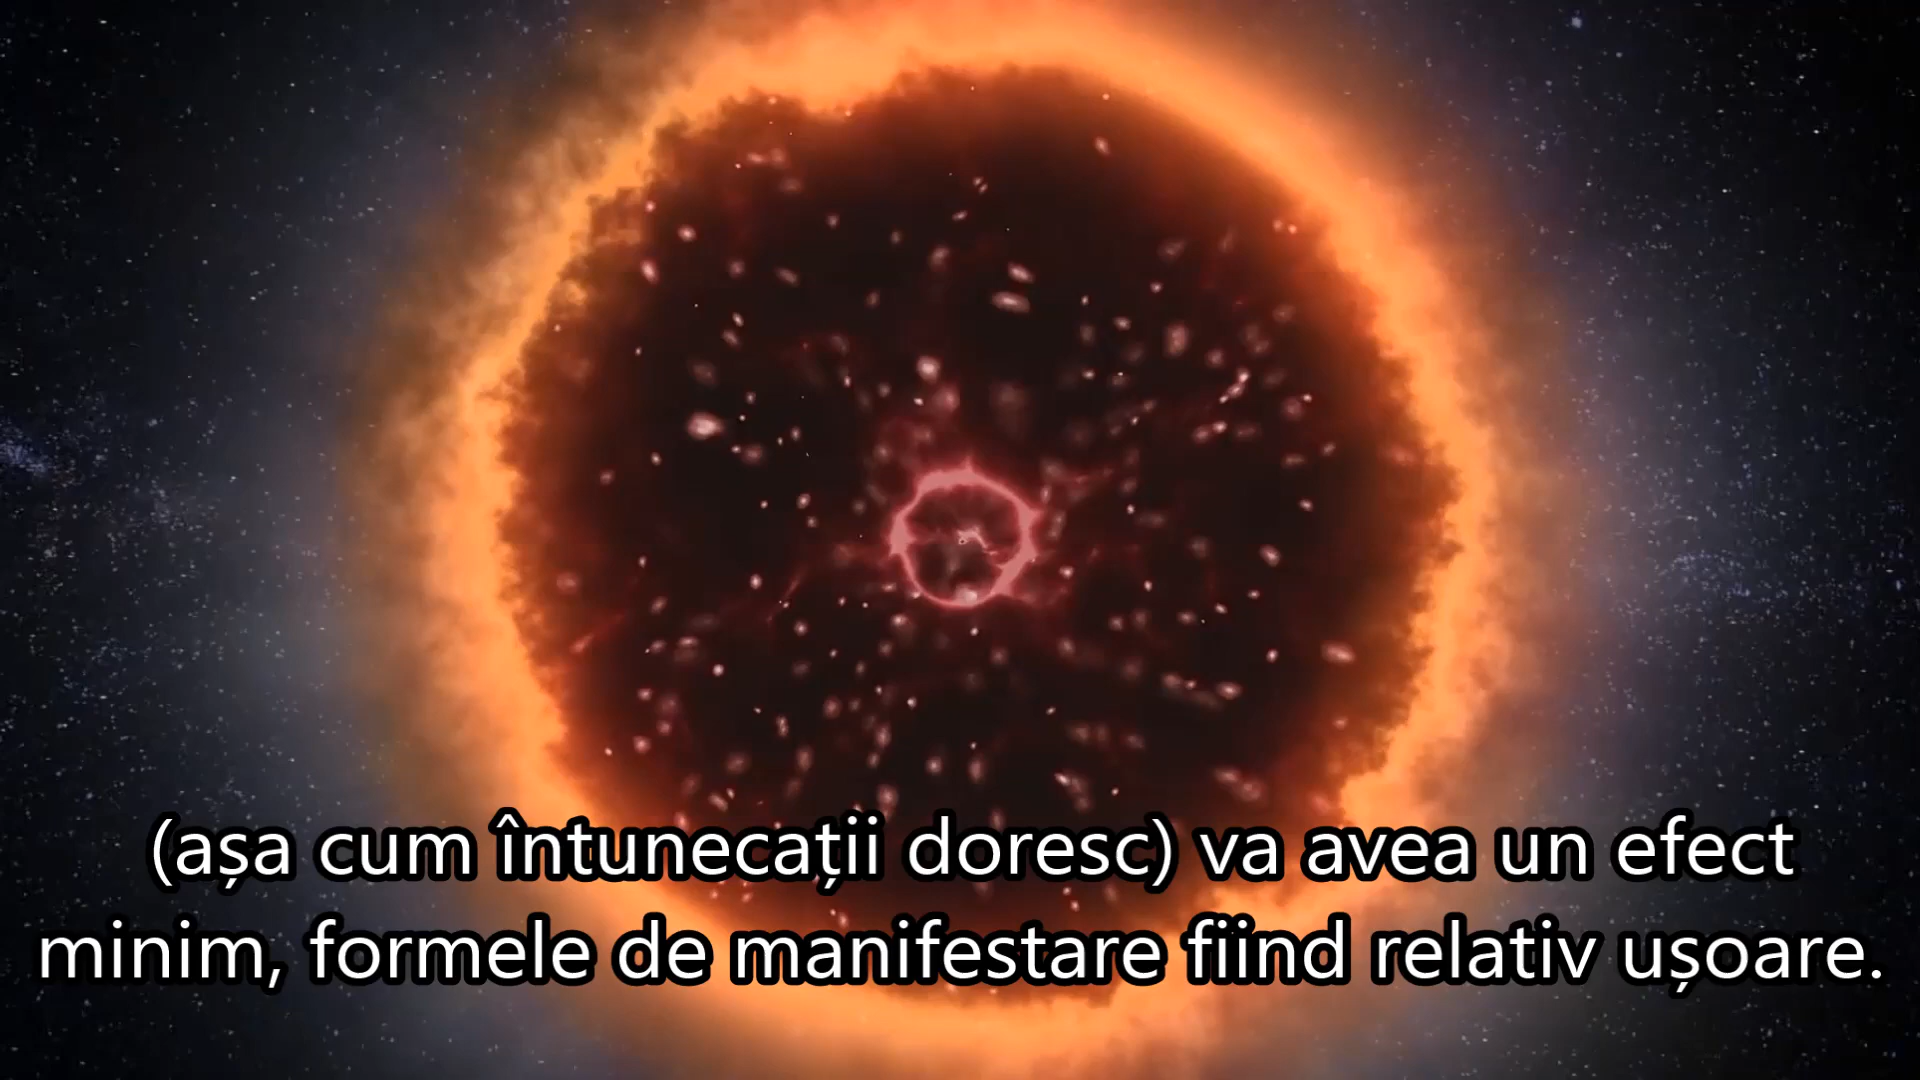 (așa cum întunecații doresc) va avea un efect
minim, formele de manifestare fiind relativ ușoare.